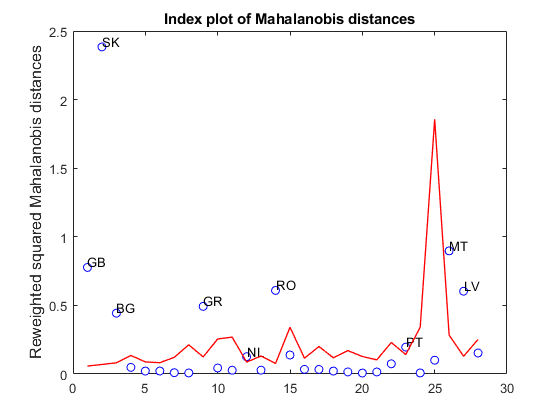 Index plot of Mahalanobis distances
Reweighted squared Mahalanobis distances
2.5
2
1.5
1
0.5
0
SK
GB
BG
GR
RO
NI
PT
MT
LV
0 5 10 15 20 25 30